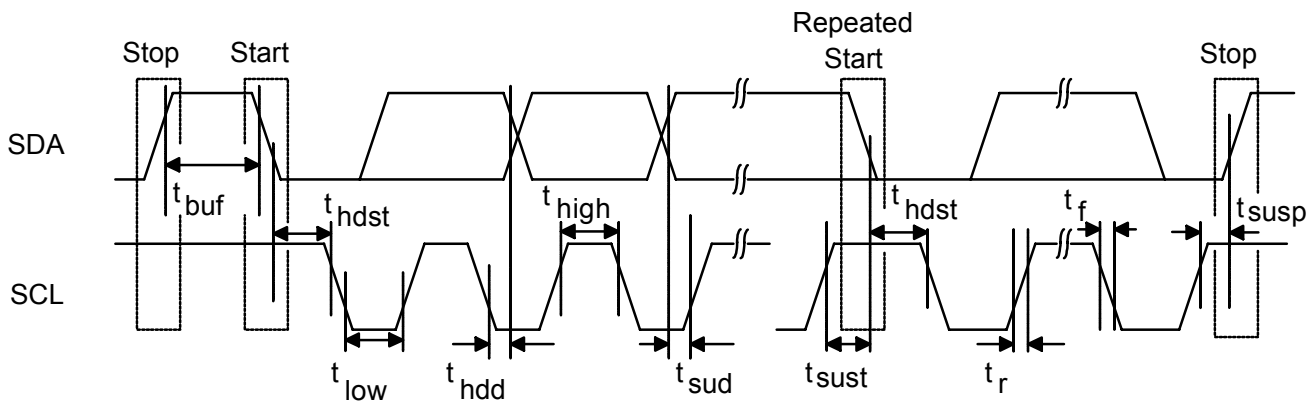 Repeated
Stop Start Start Stop
SDA
t buf t hdst t high t hdst t f t susp
SCL
t low t hdd t sud t sust t r